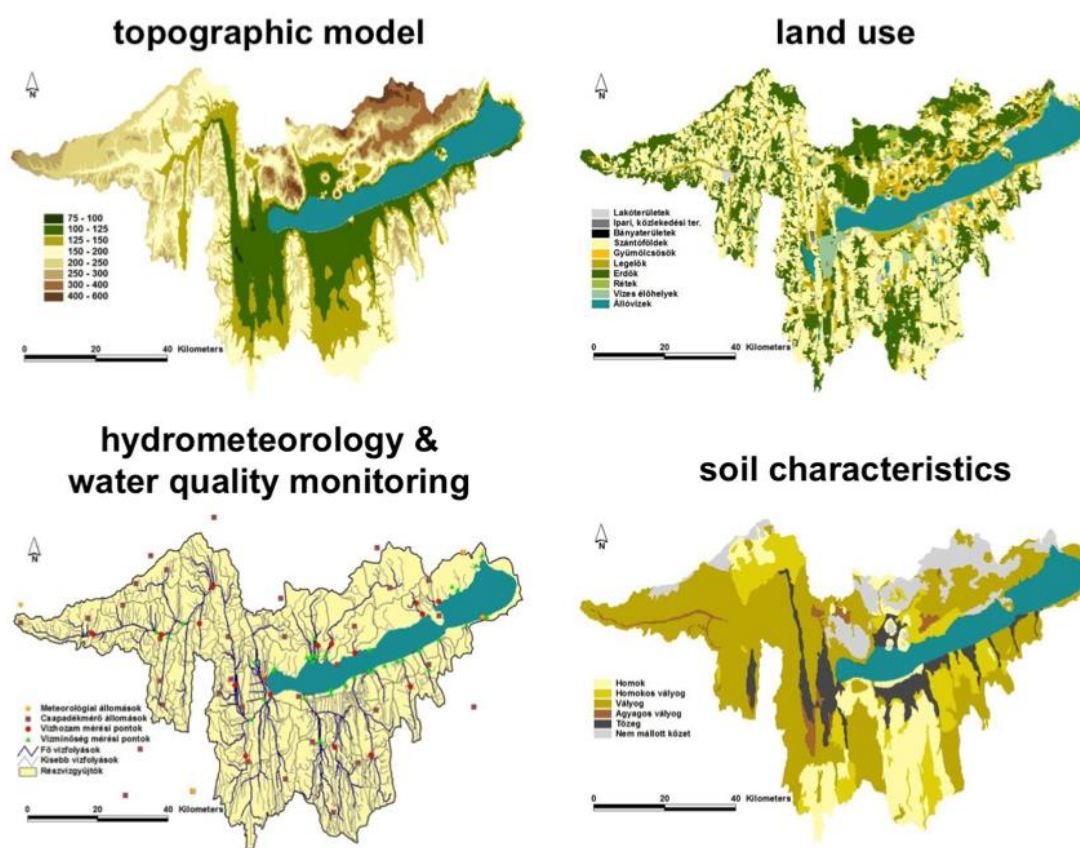 topographic model
N
75 - 100
100 - 125
125 - 150
150 - 200
200 - 250
250 - 300
300 - 400
400 - 600
0 20 40 Kilometers
land use
N
Lakóterületek
Ipari, közlekedési ter.
Bányaterületek
Szántóföldek
Gyümölcsösök
Legelők
Erdők
Rétek
Vizes élőhelyek
Állóvizek
0 20 40 Kilometers
hydrometeorology &
water quality monitoring
N
Meteorológiai állomások
Csapadékmérő állomások
Vízhozam mérési pontok
Vízminőség mérési pontok
Fő vízfolyások
Kisebb vízfolyások
Részvízgyűjtők
0 20 40 Kilometers
soil characteristics
N
Homok
Homokos vályog
Vályog
Agyagos vályog
Tőzeg
Nem mállott kőzet
0 20 40 Kilometers